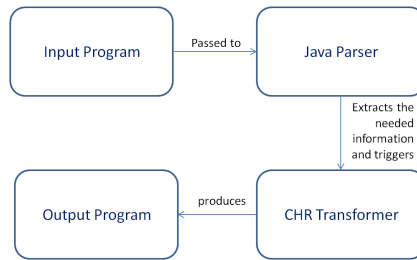 Input Program
Passed to
Java Parser
Extracts the
needed
information
and triggers
Output Program
produces
CHR Transformer